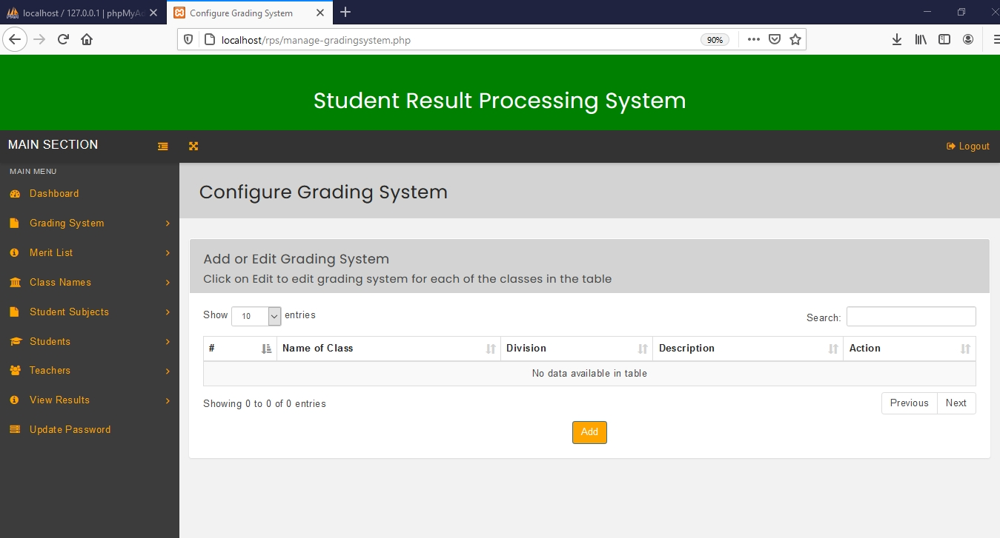 localhost / 127.0.0.1 | phpMyAd
Configure Grading System
localhost/rps/manage-gradingsystem.php
90%
Student Result Processing System
MAIN SECTION
Logout
MAIN MENU
Dashboard
Grading System
Merit List
Class Names
Student Subjects
Students
Teachers
View Results
Update Password
Configure Grading System
Add or Edit Grading System
Click on Edit to edit grading system for each of the classes in the table
Show 10 entries
Search:
# Name of Class Division Description Action
No data available in table
Showing 0 to 0 of 0 entries
Previous Next
Add